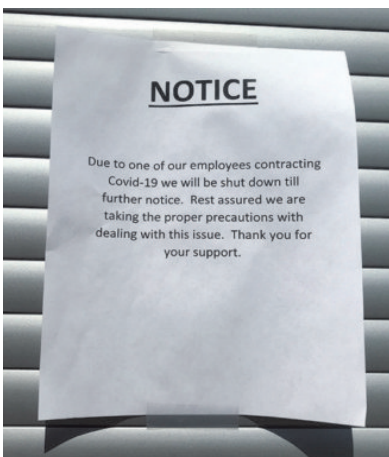 NOTICE
Due to one of our employees contracting
Covid-19 we will be shut down till
further notice. Rest assured we are
taking the proper precautions with
dealing with this issue. Thank you for
your support.